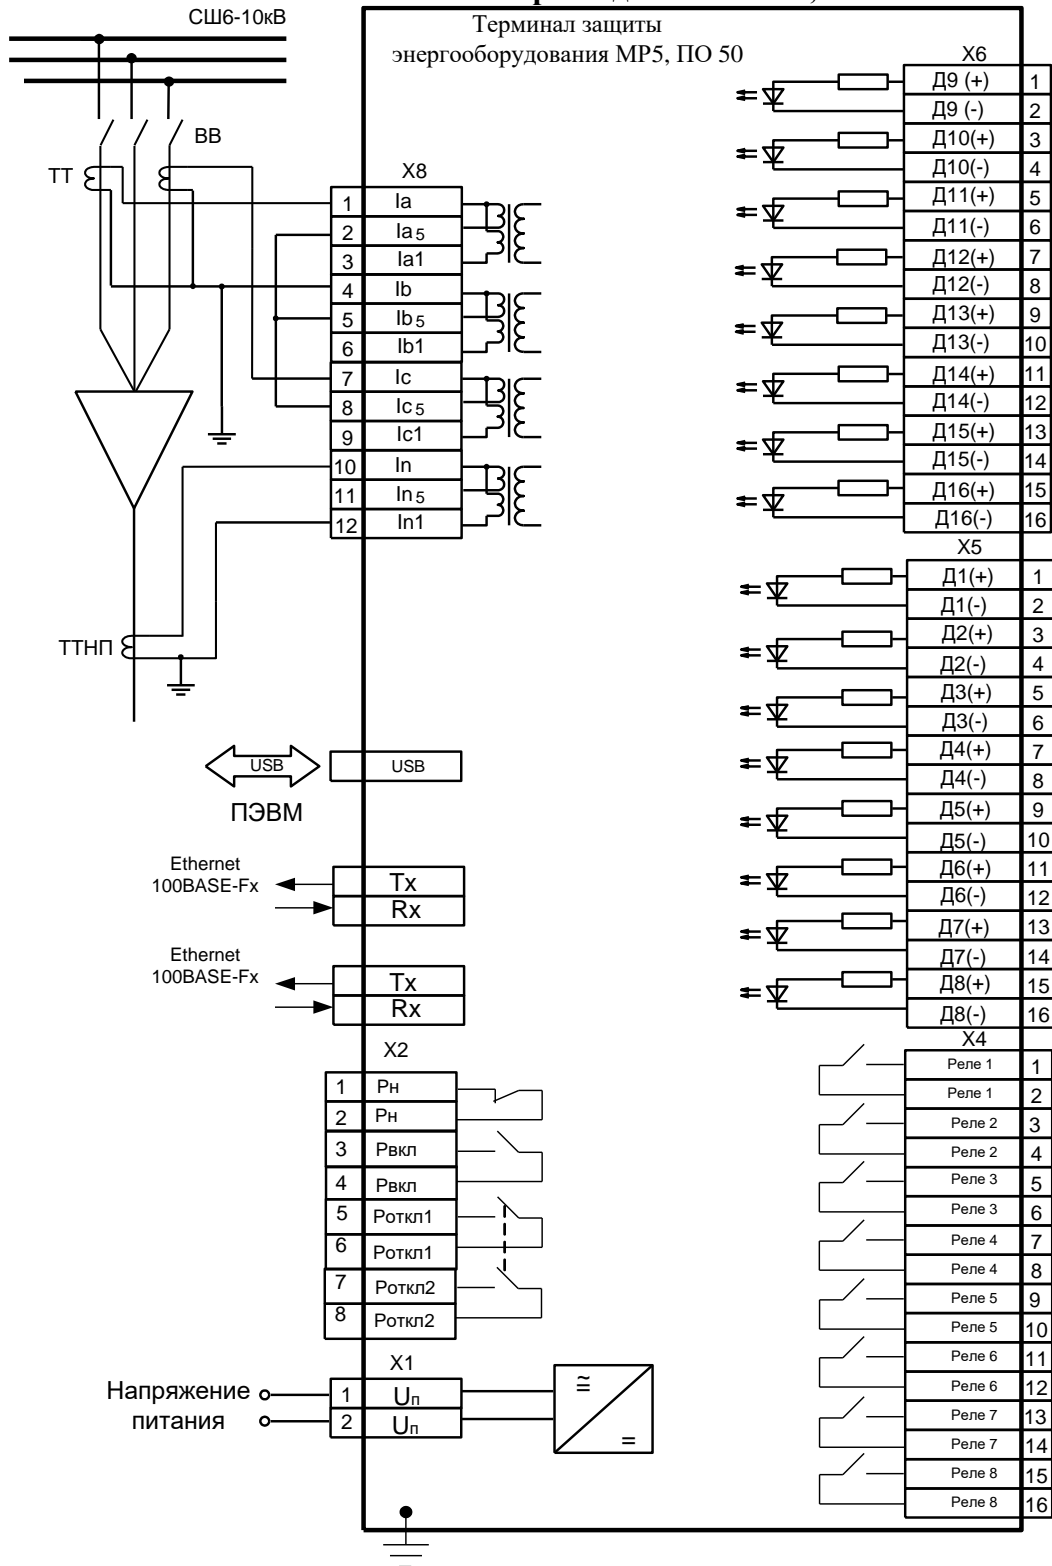 СШ6-10кВ
Терминал защиты
энергооборудования МР5, ПО 50
ВВ
ТТ
X8
1 Ia
2 Ia5
3 Ia1
4 Ib
5 Ib5
6 Ib1
7 Ic
8 Ic5
9 Ic1
10 In
11 In5
12 In1
ТТНП
USB
USB
ПЭВМ
Ethernet
100BASE-Fx
Tx
Rx
Ethernet
100BASE-Fx
Tx
Rx
X2
1 Рн
2 Рн
3 Рвкл
4 Рвкл
5 Роткл1
6 Роткл1
7 Роткл2
8 Роткл2
X1
Напряжение
питания
1 Uп
2 Uп
X6
Д9 (+) 1
Д9 (-) 2
Д10(+) 3
Д10(-) 4
Д11(+) 5
Д11(-) 6
Д12(+) 7
Д12(-) 8
Д13(+) 9
Д13(-) 10
Д14(+) 11
Д14(-) 12
Д15(+) 13
Д15(-) 14
Д16(+) 15
Д16(-) 16
X5
Д1(+) 1
Д1(-) 2
Д2(+) 3
Д2(-) 4
Д3(+) 5
Д3(-) 6
Д4(+) 7
Д4(-) 8
Д5(+) 9
Д5(-) 10
Д6(+) 11
Д6(-) 12
Д7(+) 13
Д7(-) 14
Д8(+) 15
Д8(-) 16
X4
Реле 1 1
Реле 1 2
Реле 2 3
Реле 2 4
Реле 3 5
Реле 3 6
Реле 4 7
Реле 4 8
Реле 5 9
Реле 5 10
Реле 6 11
Реле 6 12
Реле 7 13
Реле 7 14
Реле 8 15
Реле 8 16